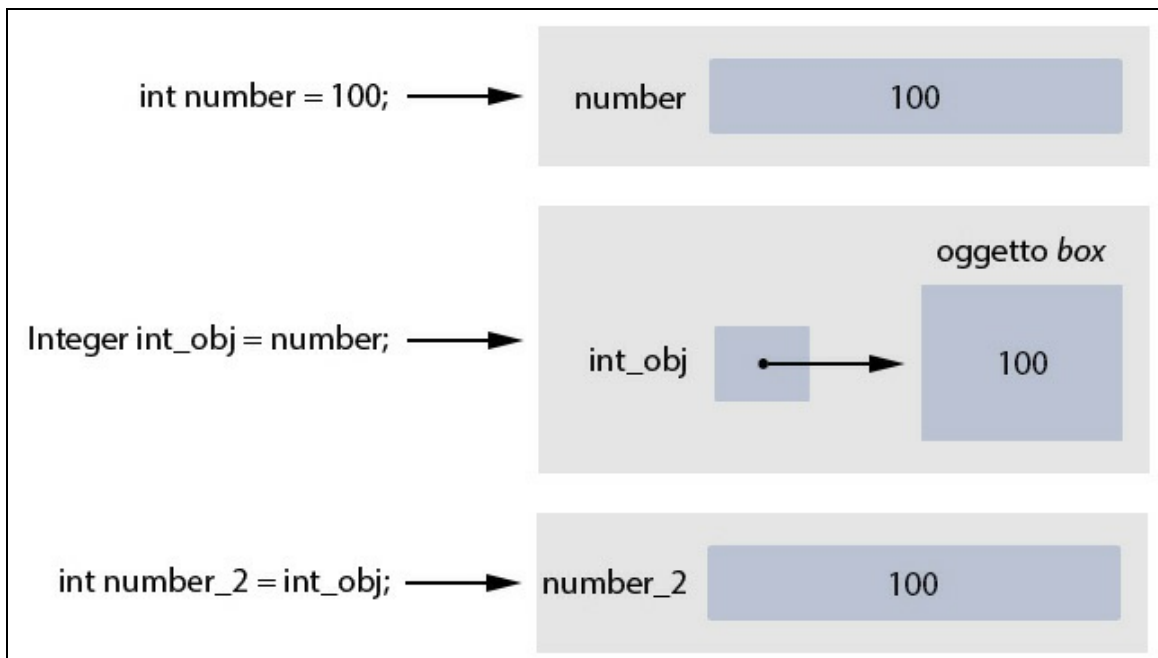 int number = 100;
number
100
oggetto box
Integer int_obj = number;
int_obj
100
int number_2 = int_obj;
number_2
100